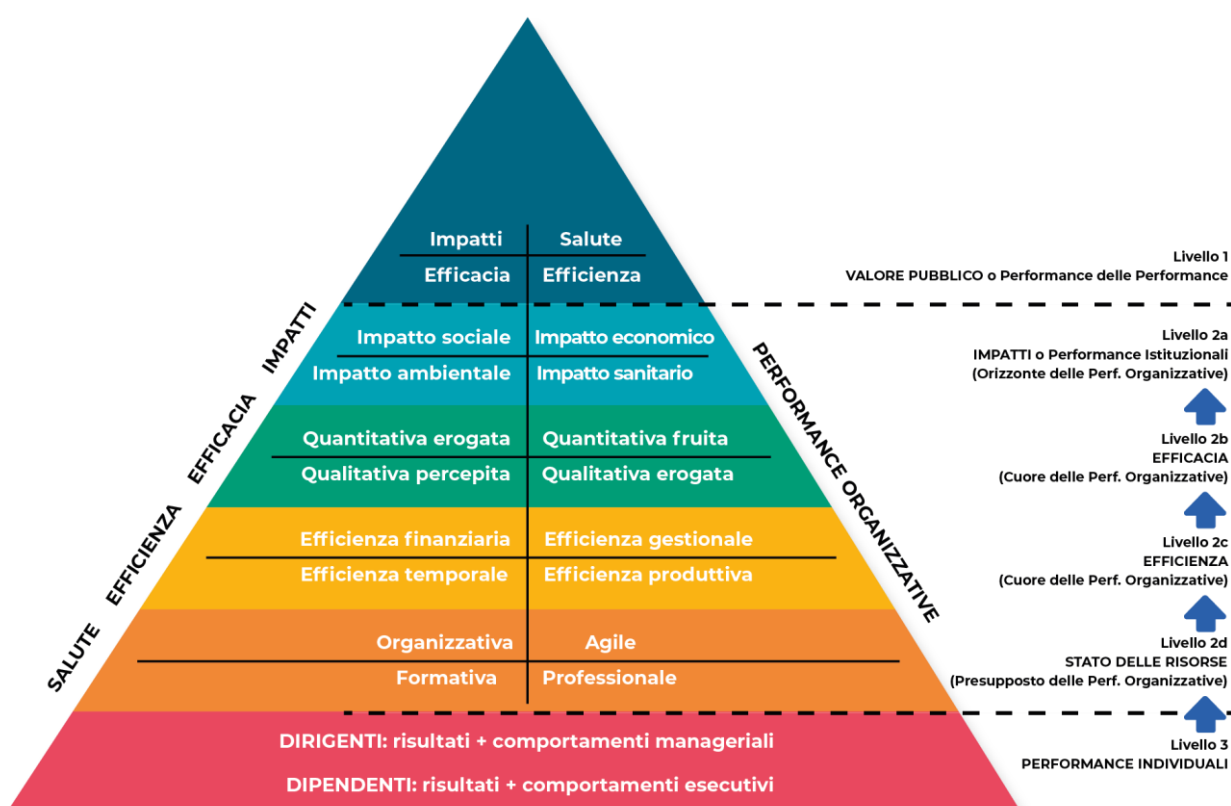 Impatti
Salute
Efficacia
Efficienza
Livello 1
VALORE PUBBLICO o Performance delle Performance
IMPATTI
Impatto sociale
Impatto economico
Impatto ambientale
Impatto sanitario
Livello 2a
IMPATTI o Performance Istituzionali
(Orizzonte delle Perf. Organizzative)
EFFICACIA
Quantitativa erogata
Quantitativa fruita
Qualitativa percepita
Qualitativa erogata
PERFORMANCE ORGANIZZATIVE
Livello 2b
EFFICACIA
(Cuore delle Perf. Organizzative)
EFFICIENZA
Efficienza finanziaria
Efficienza gestionale
Efficienza temporale
Efficienza produttiva
Livello 2c
EFFICIENZA
(Cuore delle Perf. Organizzative)
SALUTE
Organizzativa
Agile
Formativa
Professionale
Livello 2d
STATO DELLE RISORSE
(Presupposto delle Perf. Organizzative)
DIRIGENTI: risultati + comportamenti manageriali
DIPENDENTI: risultati + comportamenti esecutivi
Livello 3
PERFORMANCE INDIVIDUALI